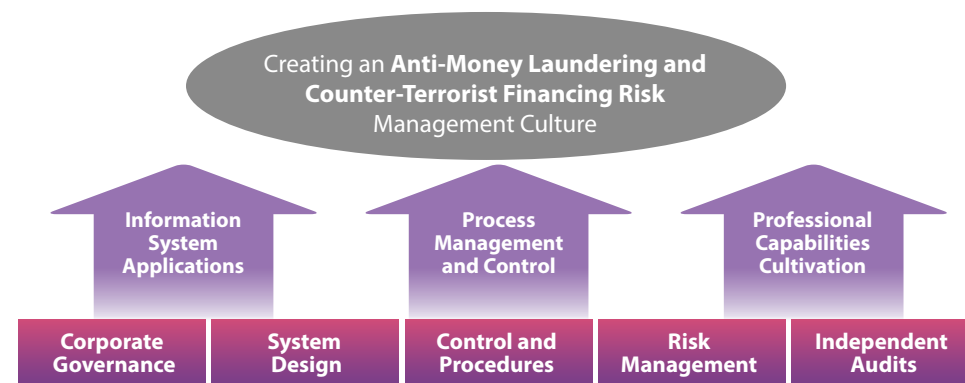 Creating an Anti-Money Laundering and
Counter-Terrorist Financing Risk
Management Culture
Information
System
Applications
Process
Management
and Control
Professional
Capabilities
Cultivation
Corporate
Governance
System
Design
Control and
Procedures
Risk
Management
Independent
Audits